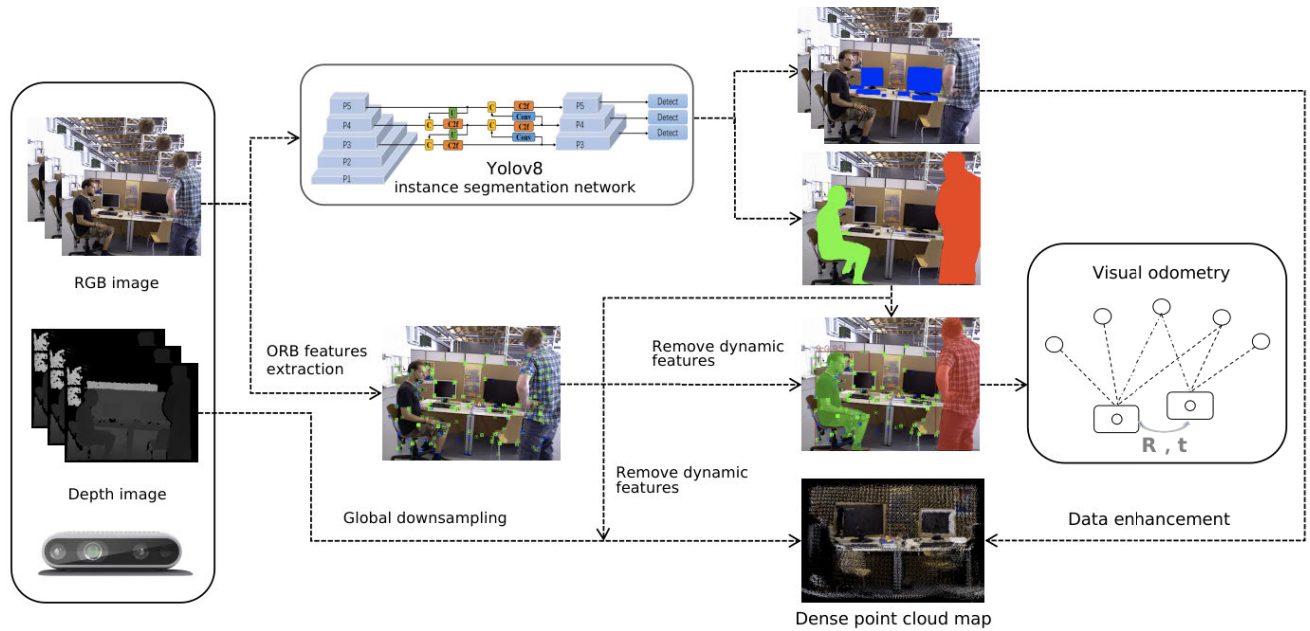 RGB image
Depth image
P5
P4
P3
P2
P1
C
C2f
U
C
C2f
U
C
C2f
Conv
C
C2f
Conv
P5
P4
P3
Detect
Detect
Detect
Yolov8
instance segmentation network
ORB features
extraction
Remove dynamic
features
Visual odometry
R , t
Remove dynamic
features
Global downsampling
Data enhancement
Dense point cloud map